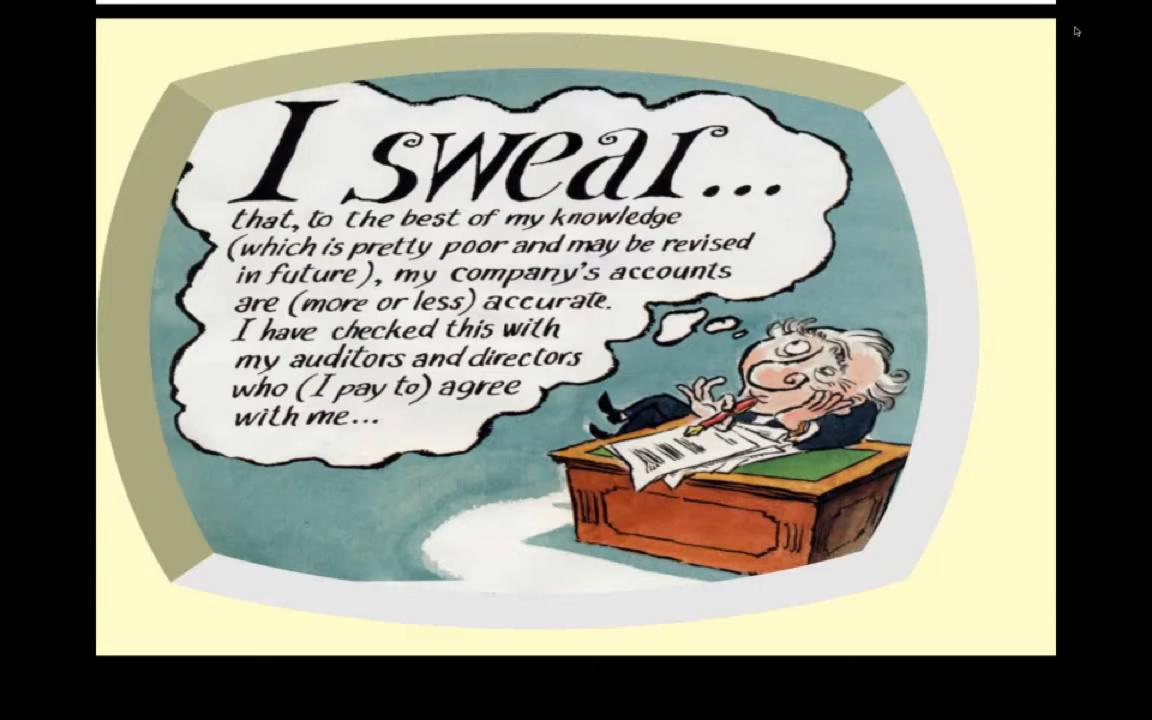 I swear...
that, to the best of my knowledge
(which is pretty poor and may be revised
in future), my company's accounts
are (more or less) accurate.
I have checked this with
my auditors and directors
who (I pay to) agree
with me...